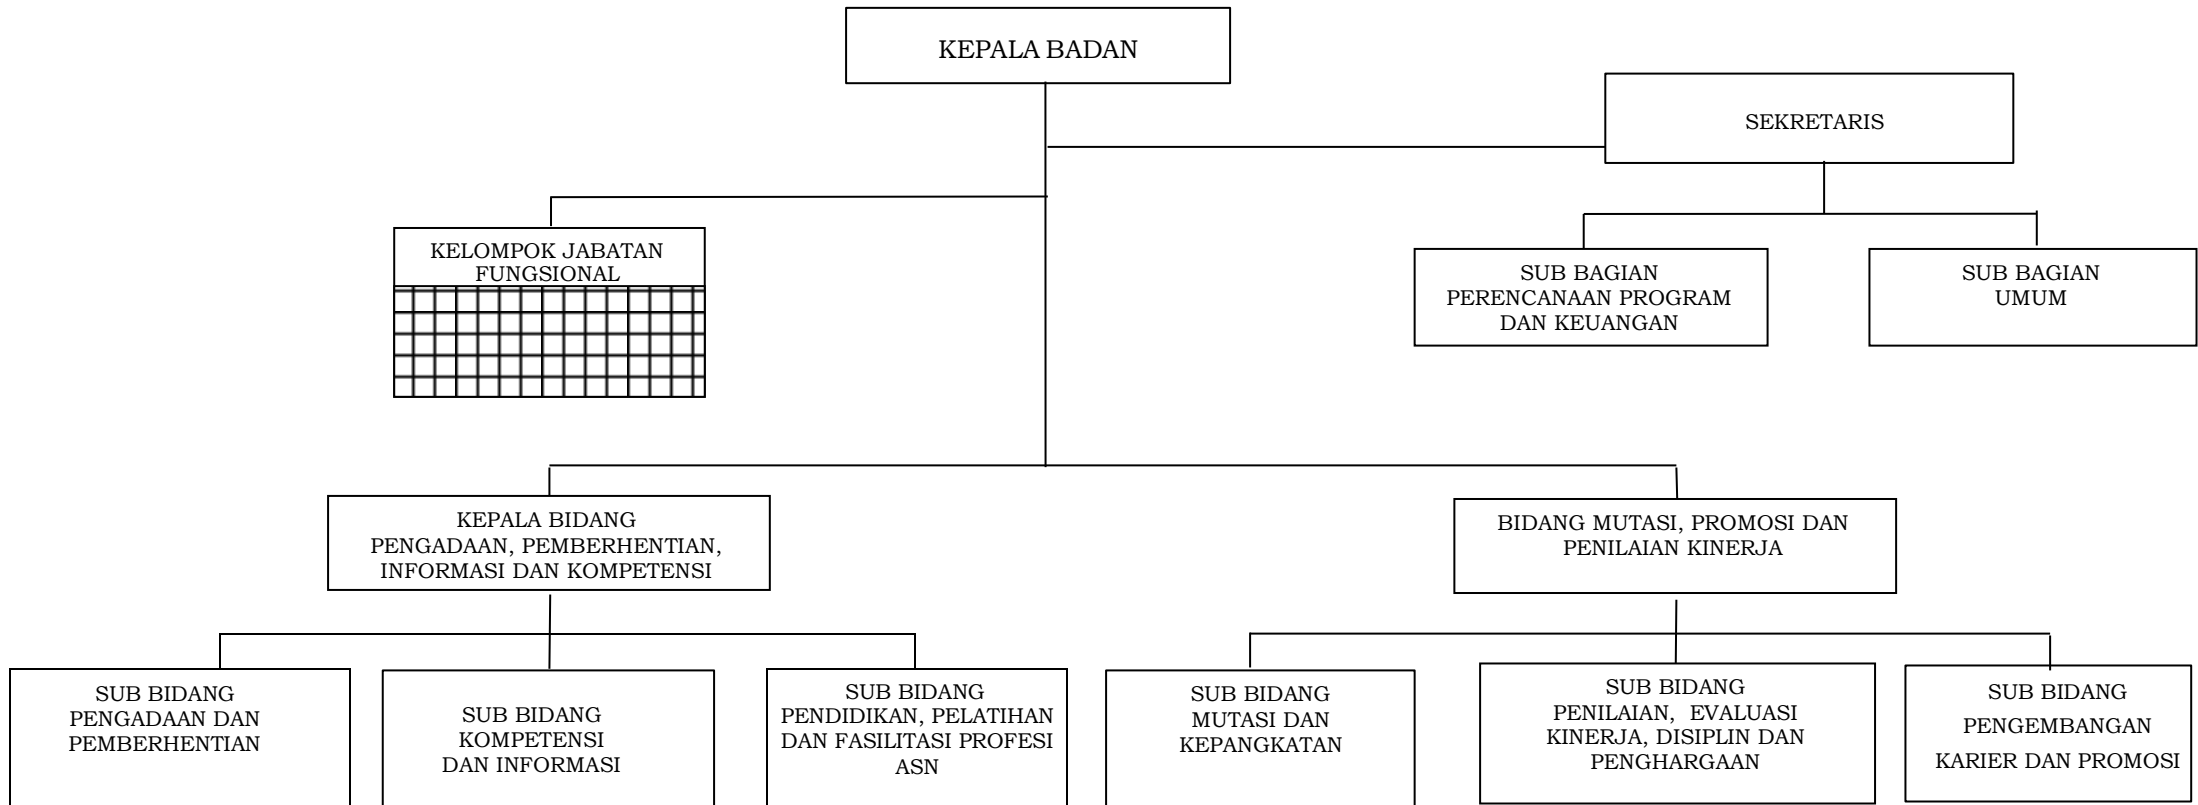 KEPALA BADAN
SEKRETARIS
KELOMPOK JABATAN
FUNGSIONAL
SUB BAGIAN
PERENCANAAN PROGRAM
DAN KEUANGAN
SUB BAGIAN
UMUM
KEPALA BIDANG
PENGADAAN, PEMBERHENTIAN,
INFORMASI DAN KOMPETENSI
BIDANG MUTASI, PROMOSI DAN
PENILAIAN KINERJA
SUB BIDANG
PENGADAAN DAN
PEMBERHENTIAN
SUB BIDANG
KOMPETENSI
DAN INFORMASI
SUB BIDANG
PENDIDIKAN, PELATIHAN
DAN FASILITASI PROFESI
ASN
SUB BIDANG
MUTASI DAN
KEPANGKATAN
SUB BIDANG
PENILAIAN, EVALUASI
KINERJA, DISIPLIN DAN
PENGHARGAAN
SUB BIDANG
PENGEMBANGAN
KARIER DAN PROMOSI